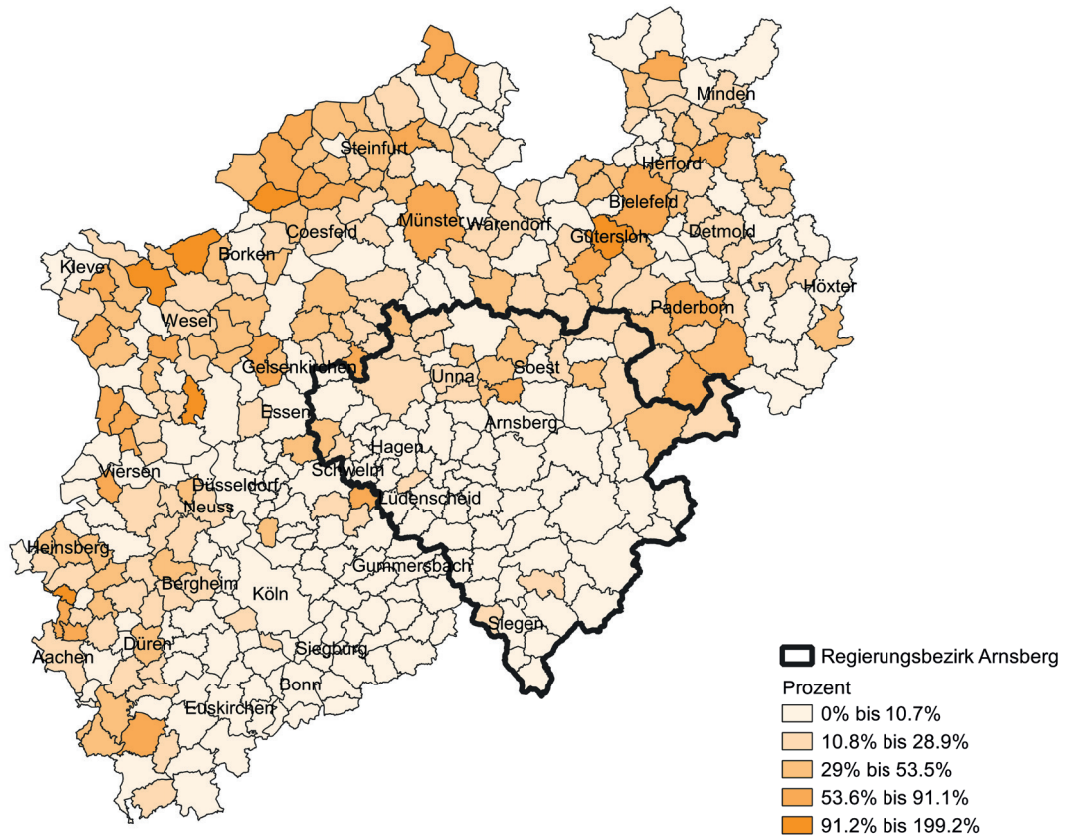 Minden
Steinfurt
Herford
Bielefeld
Münster
Warendorf
Coesfeld
Gütersloh
Detmold
Borken
Kleve
Höxter
Paderborn
Wesel
Gelsenkirchen
Soest
Unna
Essen
Arnsberg
Hagen
Viersen
Schwelm
Düsseldorf
Lüdenscheid
Neuss
Heinsberg
Gummersbach
Bergheim
Köln
Siegen
Düren
Siegburg
Aachen
Bonn
Euskirchen
Regierungsbezirk Arnsberg
Prozent
0% bis 10.7%
10.8% bis 28.9%
29% bis 53.5%
53.6% bis 91.1%
91.2% bis 199.2%